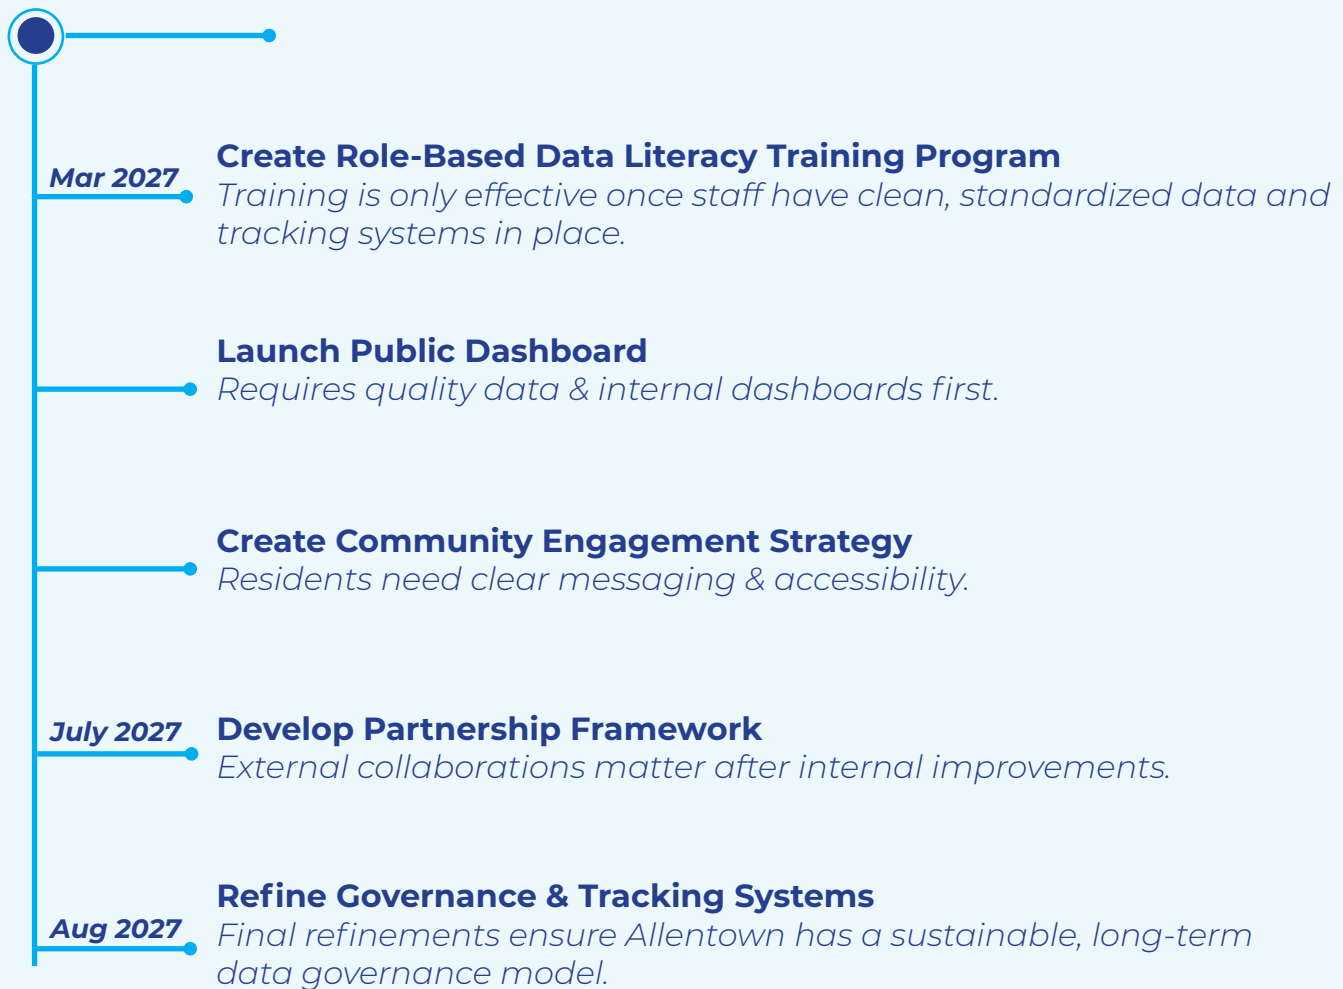 Mar 2027
Create Role-Based Data Literacy Training Program
Training is only effective once staff have clean, standardized data and
tracking systems in place.
Launch Public Dashboard
Requires quality data & internal dashboards first.
Create Community Engagement Strategy
Residents need clear messaging & accessibility.
July 2027
Develop Partnership Framework
External collaborations matter after internal improvements.
Aug 2027
Refine Governance & Tracking Systems
Final refinements ensure Allentown has a sustainable, long-term
data governance model.